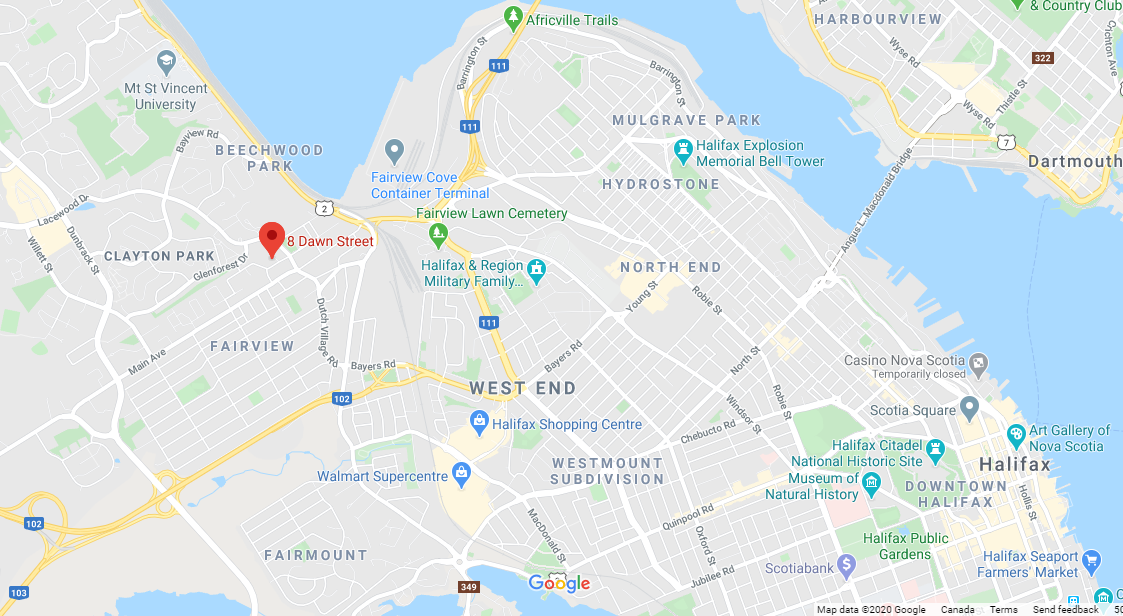 Africville Trails
& Country Club
HARBOURVIEW
Crichton Ave
Wyse Rd
322
Barrington St
111
Barrington St
Mt St Vincent
University
Thistle St
Wyse Rd
111
MULGRAVE PARK
Bayview Rd
7
BEECHWOOD
PARK
Halifax Explosion
Memorial Bell Tower
Dartmouth
Fairview Cove
Container Terminal
HYDROSTONE
Angus L. Macdonald Bridge
Lacewood Dr
2
Fairview Lawn Cemetery
Willett St
Dunbrack St
8 Dawn Street
CLAYTON PARK
Glenforest Dr
Halifax & Region
Military Family...
NORTH END
Young St
Robie St
Dutch Village Rd
111
FAIRVIEW
Main Ave
Bayers Rd
Bayers Rd
North St
Casino Nova Scotia
Temporarily closed
WEST END
102
Robie St
Windsor St
Scotia Square
Halifax Shopping Centre
Chebucto Rd
Art Gallery of
Nova Scotia
Halifax Citadel
National Historic Site
Halifax
WESTMOUNT
SUBDIVISION
Walmart Supercentre
Museum of
Natural History
DOWNTOWN
HALIFAX
Hollis St
102
Quinpool Rd
MacDonald St
Oxford St
Halifax Public
Gardens
FAIRMOUNT
Halifax Seaport
Farmers' Market
Scotiabank
Jubilee Rd
349
103
Google
Map data ©2020 Google
Canada
Terms
Send feedback